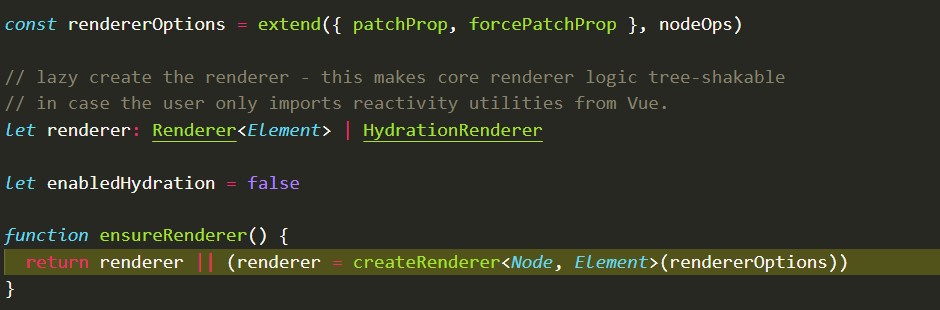 const rendererOptions = extend({ patchProp, forcePatchProp }, nodeOps)
// lazy create the renderer - this makes core renderer logic tree-shakable
// in case the user only imports reactivity utilities from Vue.
let renderer: Renderer<Element> | HydrationRenderer
let enabledHydration = false
function ensureRenderer() {
return renderer || (renderer = createRenderer<Node, Element>(rendererOptions))
}